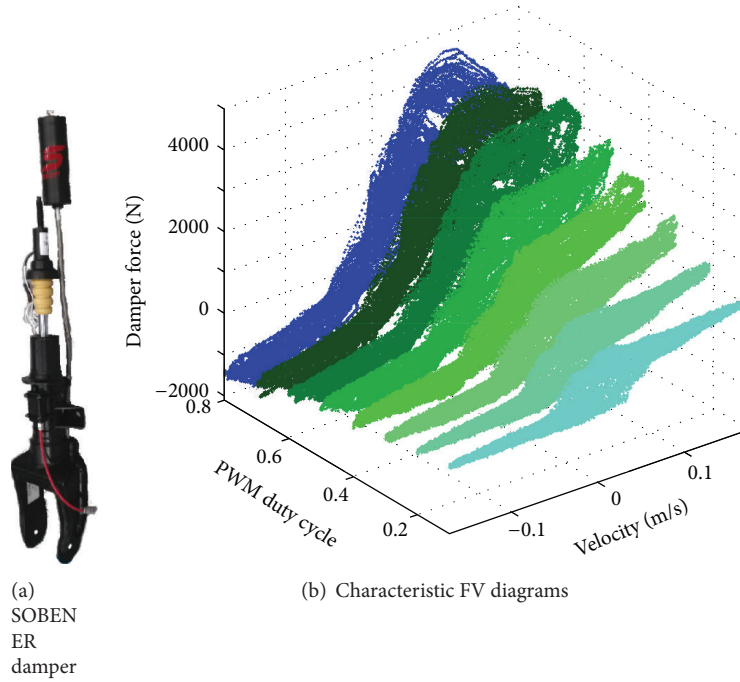 4000
2000
0
−2000
Damper force (N)
0.8
0.6
0.4
0.2
PWM duty cycle
−0.1
0
0.1
Velocity (m/s)
(a)
SOBEN
ER
damper
(b) Characteristic FV diagrams